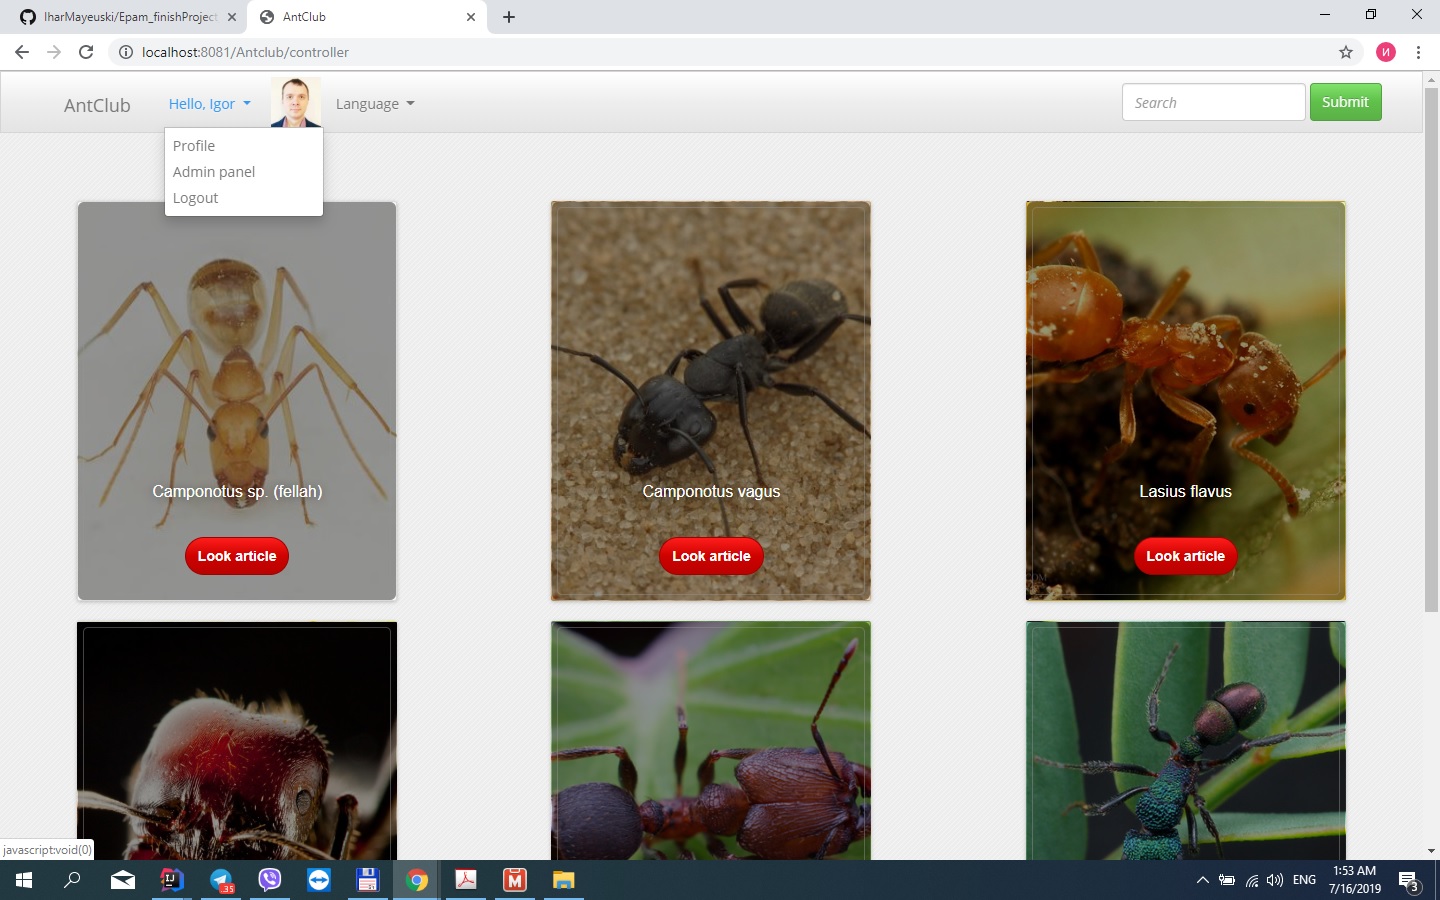 IharMayeuski/Epam_finishProject
AntClub
localhost:8081/Antclub/controller
И
AntClub
Hello, Igor
Language
Search
Submit
Profile
Admin panel
Logout
Camponotus sp. (fellah)
Camponotus vagus
Lasius flavus
Look article
Look article
Look article
javascript:void(0)
IJ
35
31
M
ENG
1:53 AM
7/16/2019
3